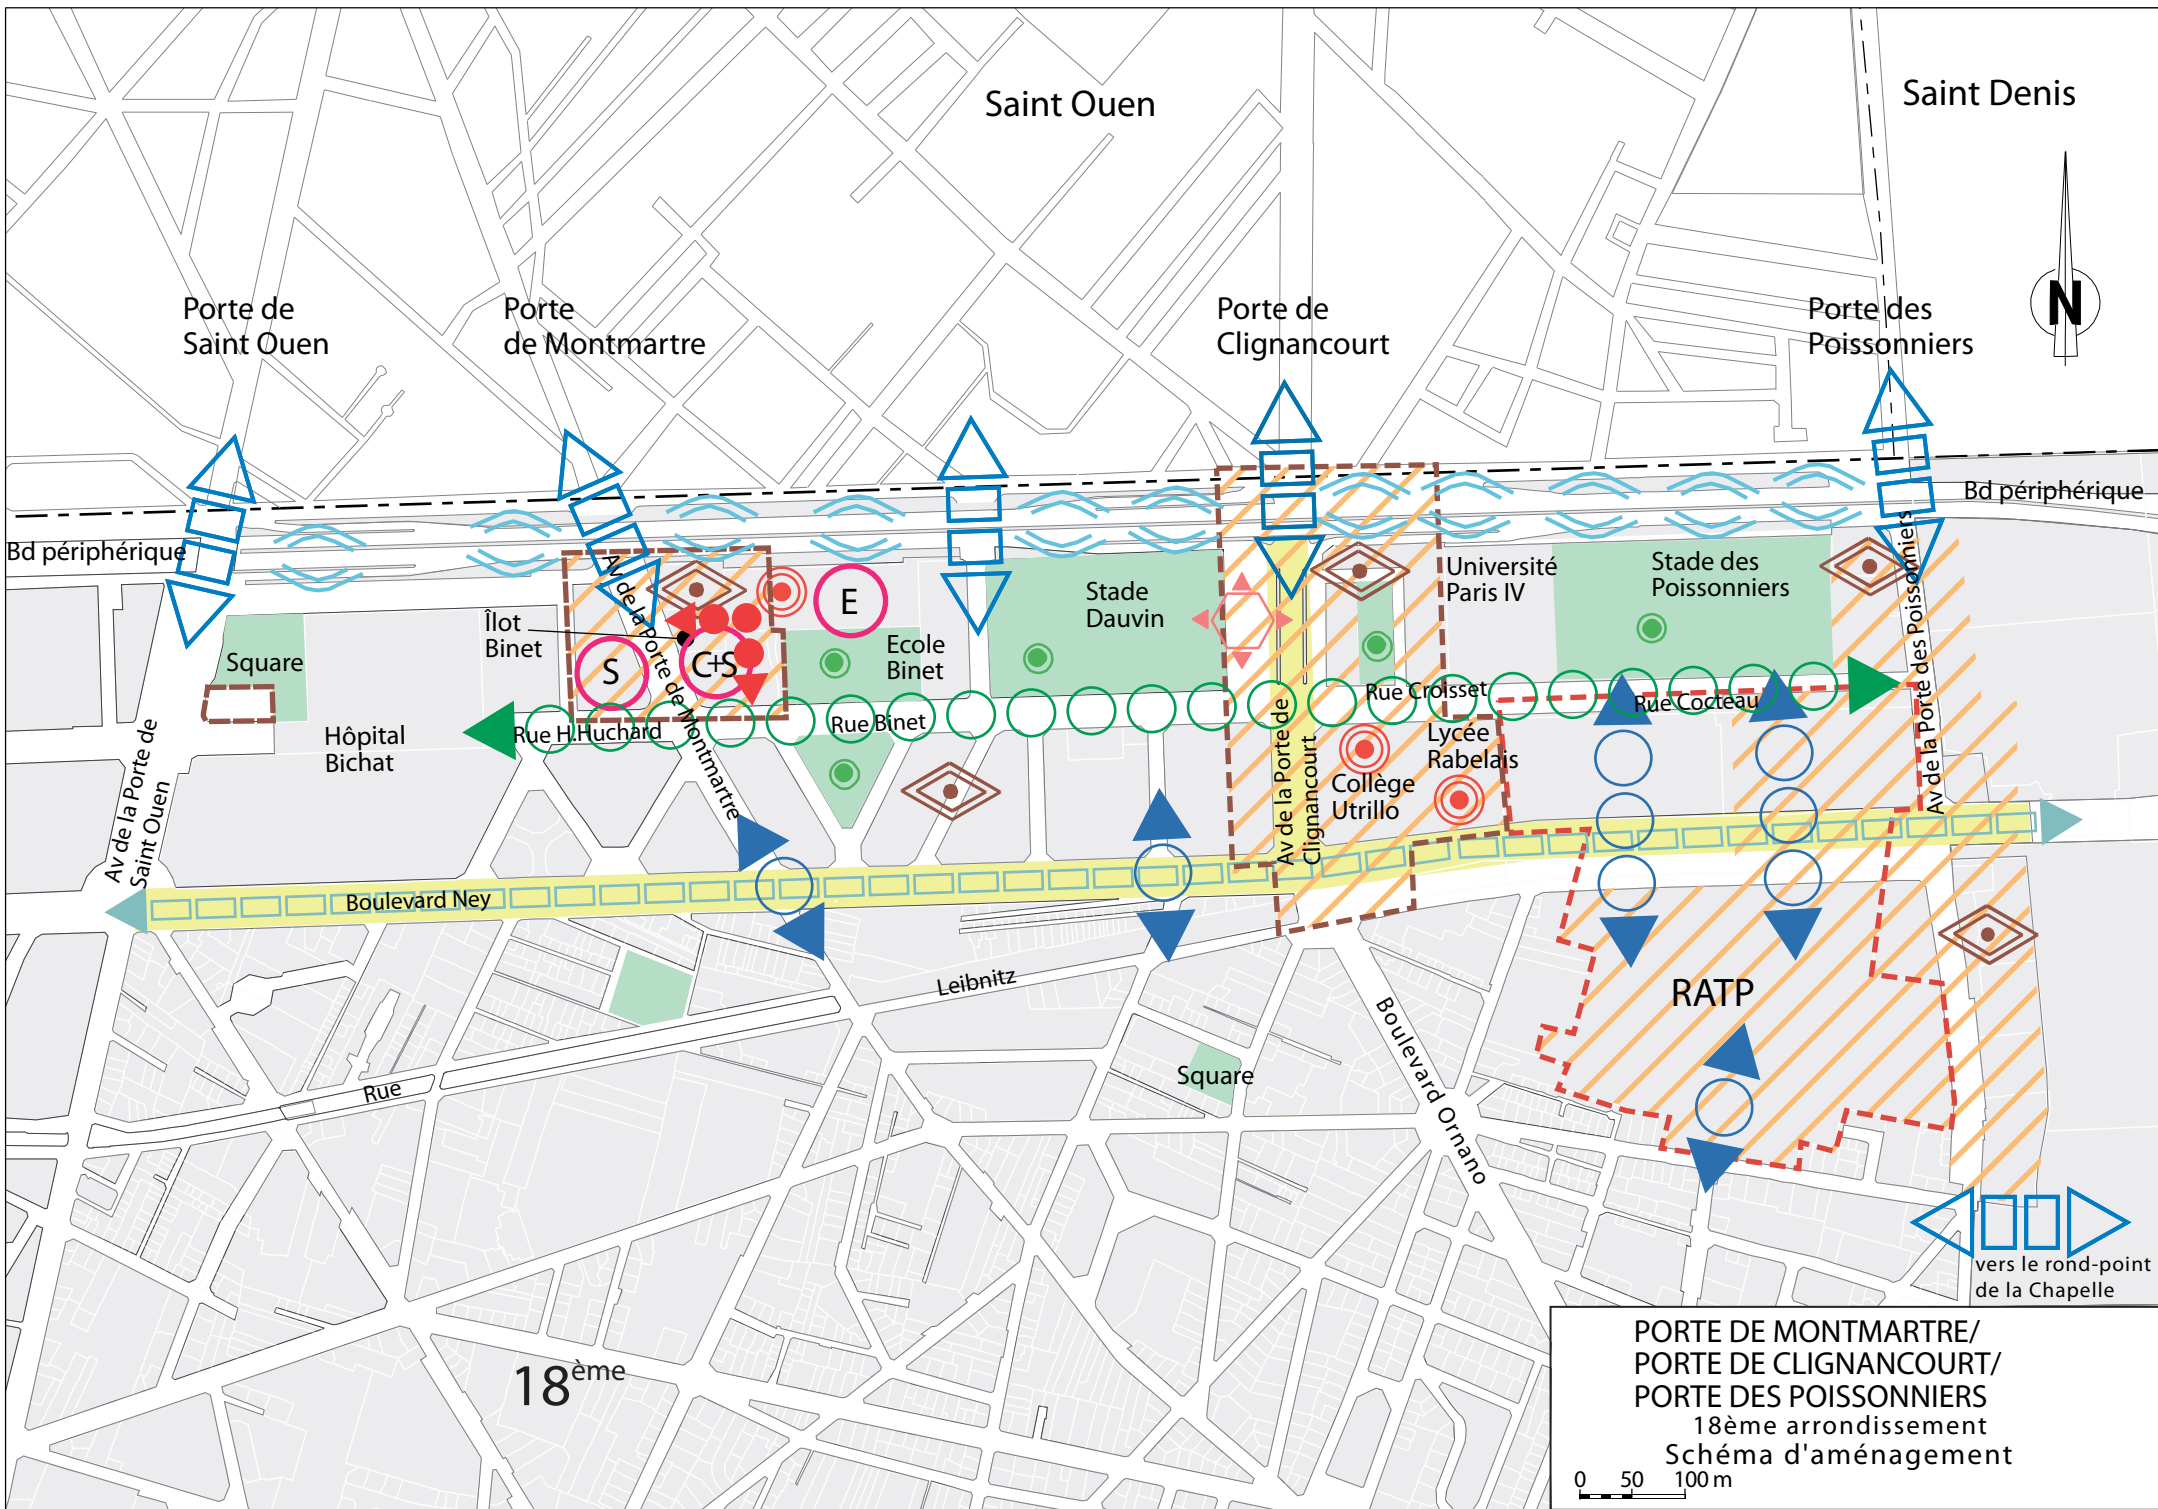 Saint Ouen
Saint Denis
N
Porte de
Saint Ouen
Porte
de Montmartre
Porte de
Clignancourt
Porte des
Poissonniers
Bd périphérique
Bd périphérique
Av de la Porte de Montmartre
Îlot
Binet
Square
S
C+S
E
Ecole
Binet
Stade
Dauvin
Université
Paris IV
Stade des
Poissonniers
Av de la Porte des Poissonniers
Hôpital
Bichat
Rue H.Huchard
Rue Binet
Rue Croisset
Rue Cocteau
Lycée
Rabelais
Collège
Utrillo
Av de la Porte de
Saint Ouen
Av de la Porte de
Clignancourt
Boulevard Ney
Rue
Leibnitz
Square
Boulevard Ornano
RATP
vers le rond-point
de la Chapelle
18ème
PORTE DE MONTMARTRE/
PORTE DE CLIGNANCOURT/
PORTE DES POISSONNIERS
18ème arrondissement
Schéma d'aménagement
0 50 100 m